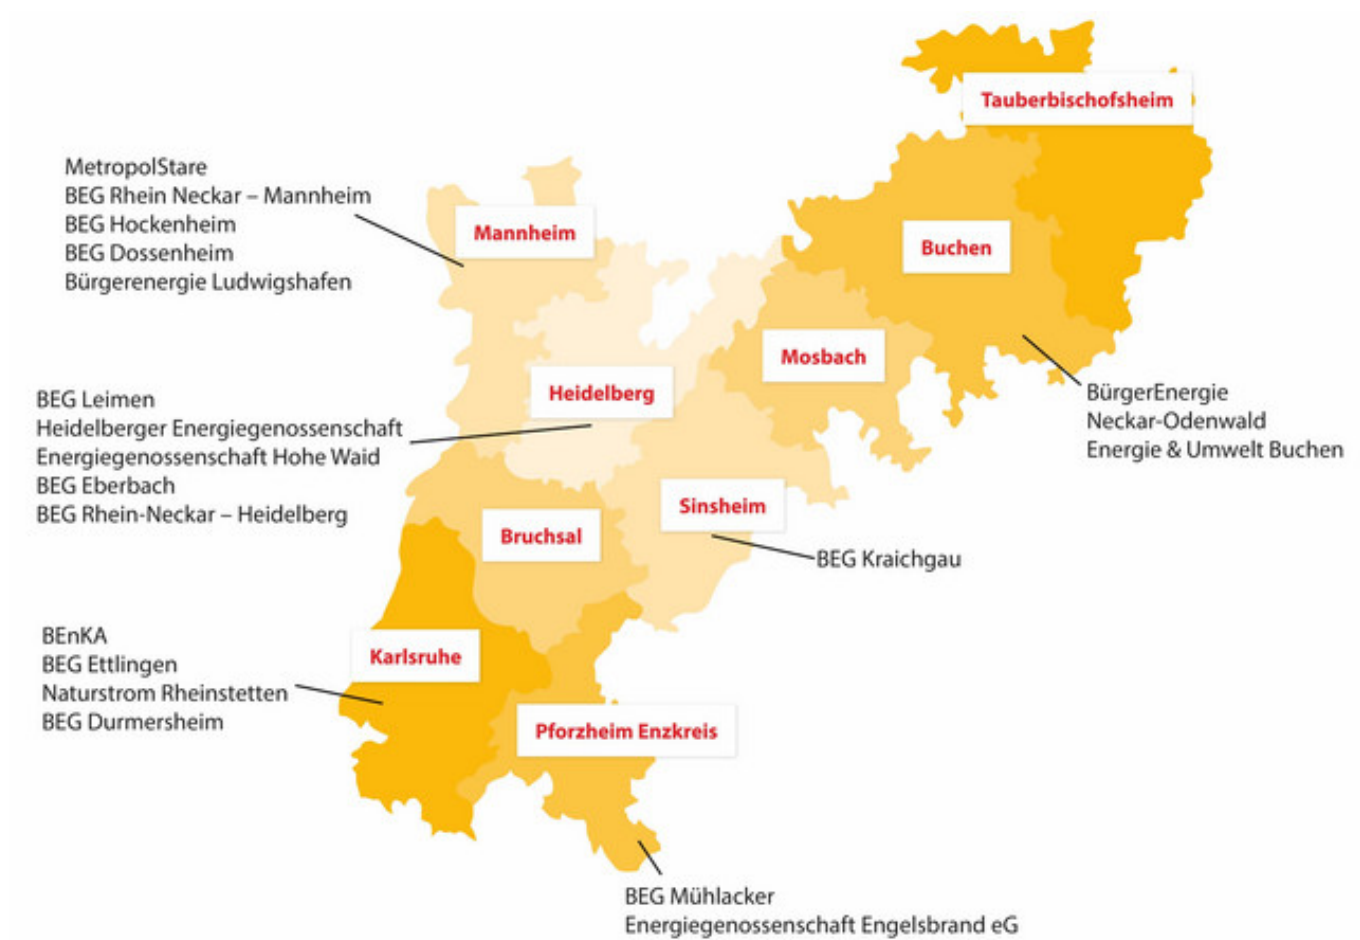 Tauberbischofsheim
MetropolStare
BEG Rhein Neckar – Mannheim
BEG Hockenheim
BEG Dossenheim
Bürgerenergie Ludwigshafen
Mannheim
Buchen
Mosbach
Heidelberg
BEG Leimen
Heidelberger Energiegenossenschaft
Energiegenossenschaft Hohe Waid
BEG Eberbach
BEG Rhein-Neckar – Heidelberg
BürgerEnergie
Neckar-Odenwald
Energie & Umwelt Buchen
Sinsheim
Bruchsal
BEG Kraichgau
BEnKA
BEG Ettlingen
Naturstrom Rheinstetten
BEG Durmersheim
Karlsruhe
Pforzheim Enzkreis
BEG Mühlacker
Energiegenossenschaft Engelsbrand eG